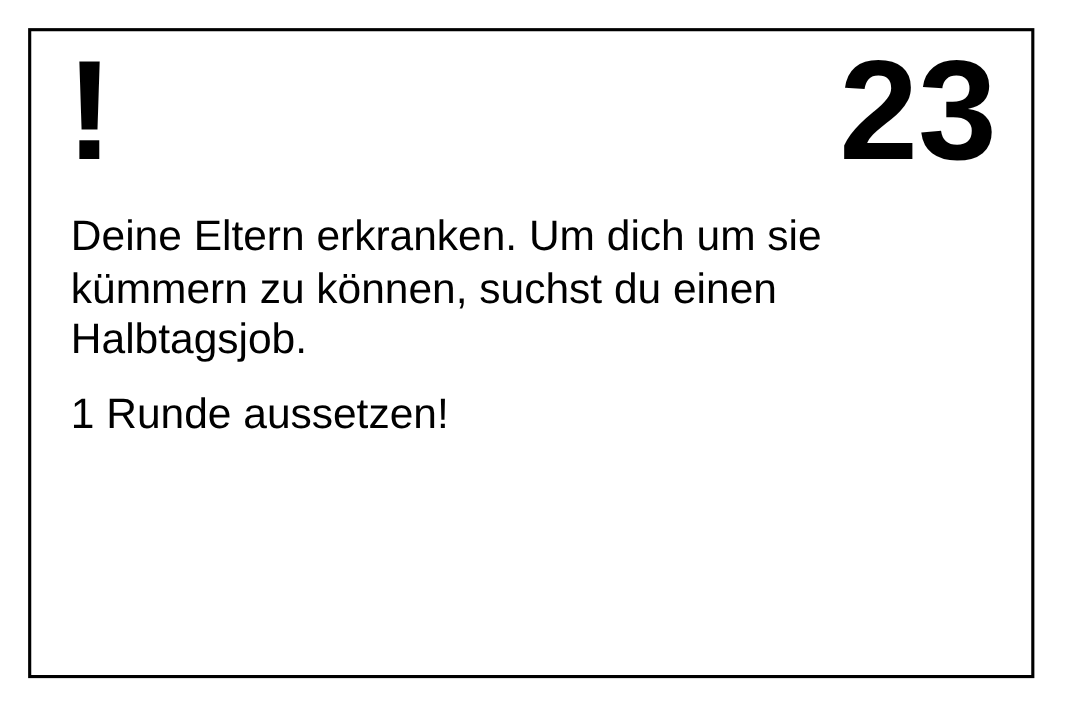 ! 23
Deine Eltern erkranken. Um dich um sie
kümmern zu können, suchst du einen
Halbtagsjob.
1 Runde aussetzen!